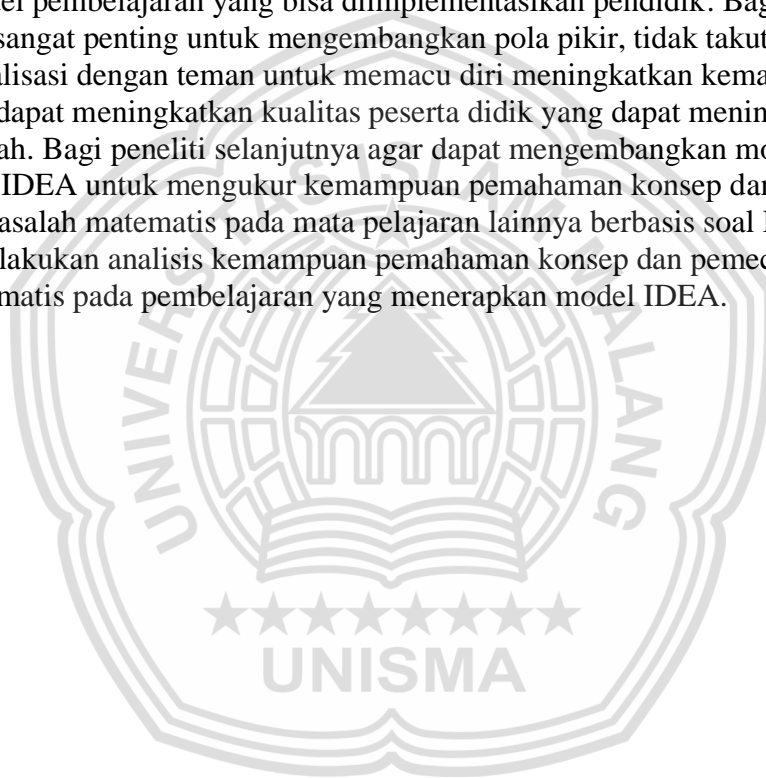 pembelajaran yang bisa diimplementasikan pendidik.
sangat penting untuk mengembangkan pola pikir, tidak takut
alisasi dengan teman untuk memacu diri meningkatkan kema
dapat meningkatkan kualitas peserta didik yang dapat menin
ah. Bagi peneliti selanjutnya agar dapat mengembangkan mo
IDEA untuk mengukur kemampuan pemahaman konsep dan
asalah matematis pada mata pelajaran lainnya berbasis soal
lakukan analisis kemampuan pemahaman konsep dan pemec
matis pada pembelajaran yang menerapkan model IDEA.
UNIVERSITAS ISLAM MALANG
UNISMA